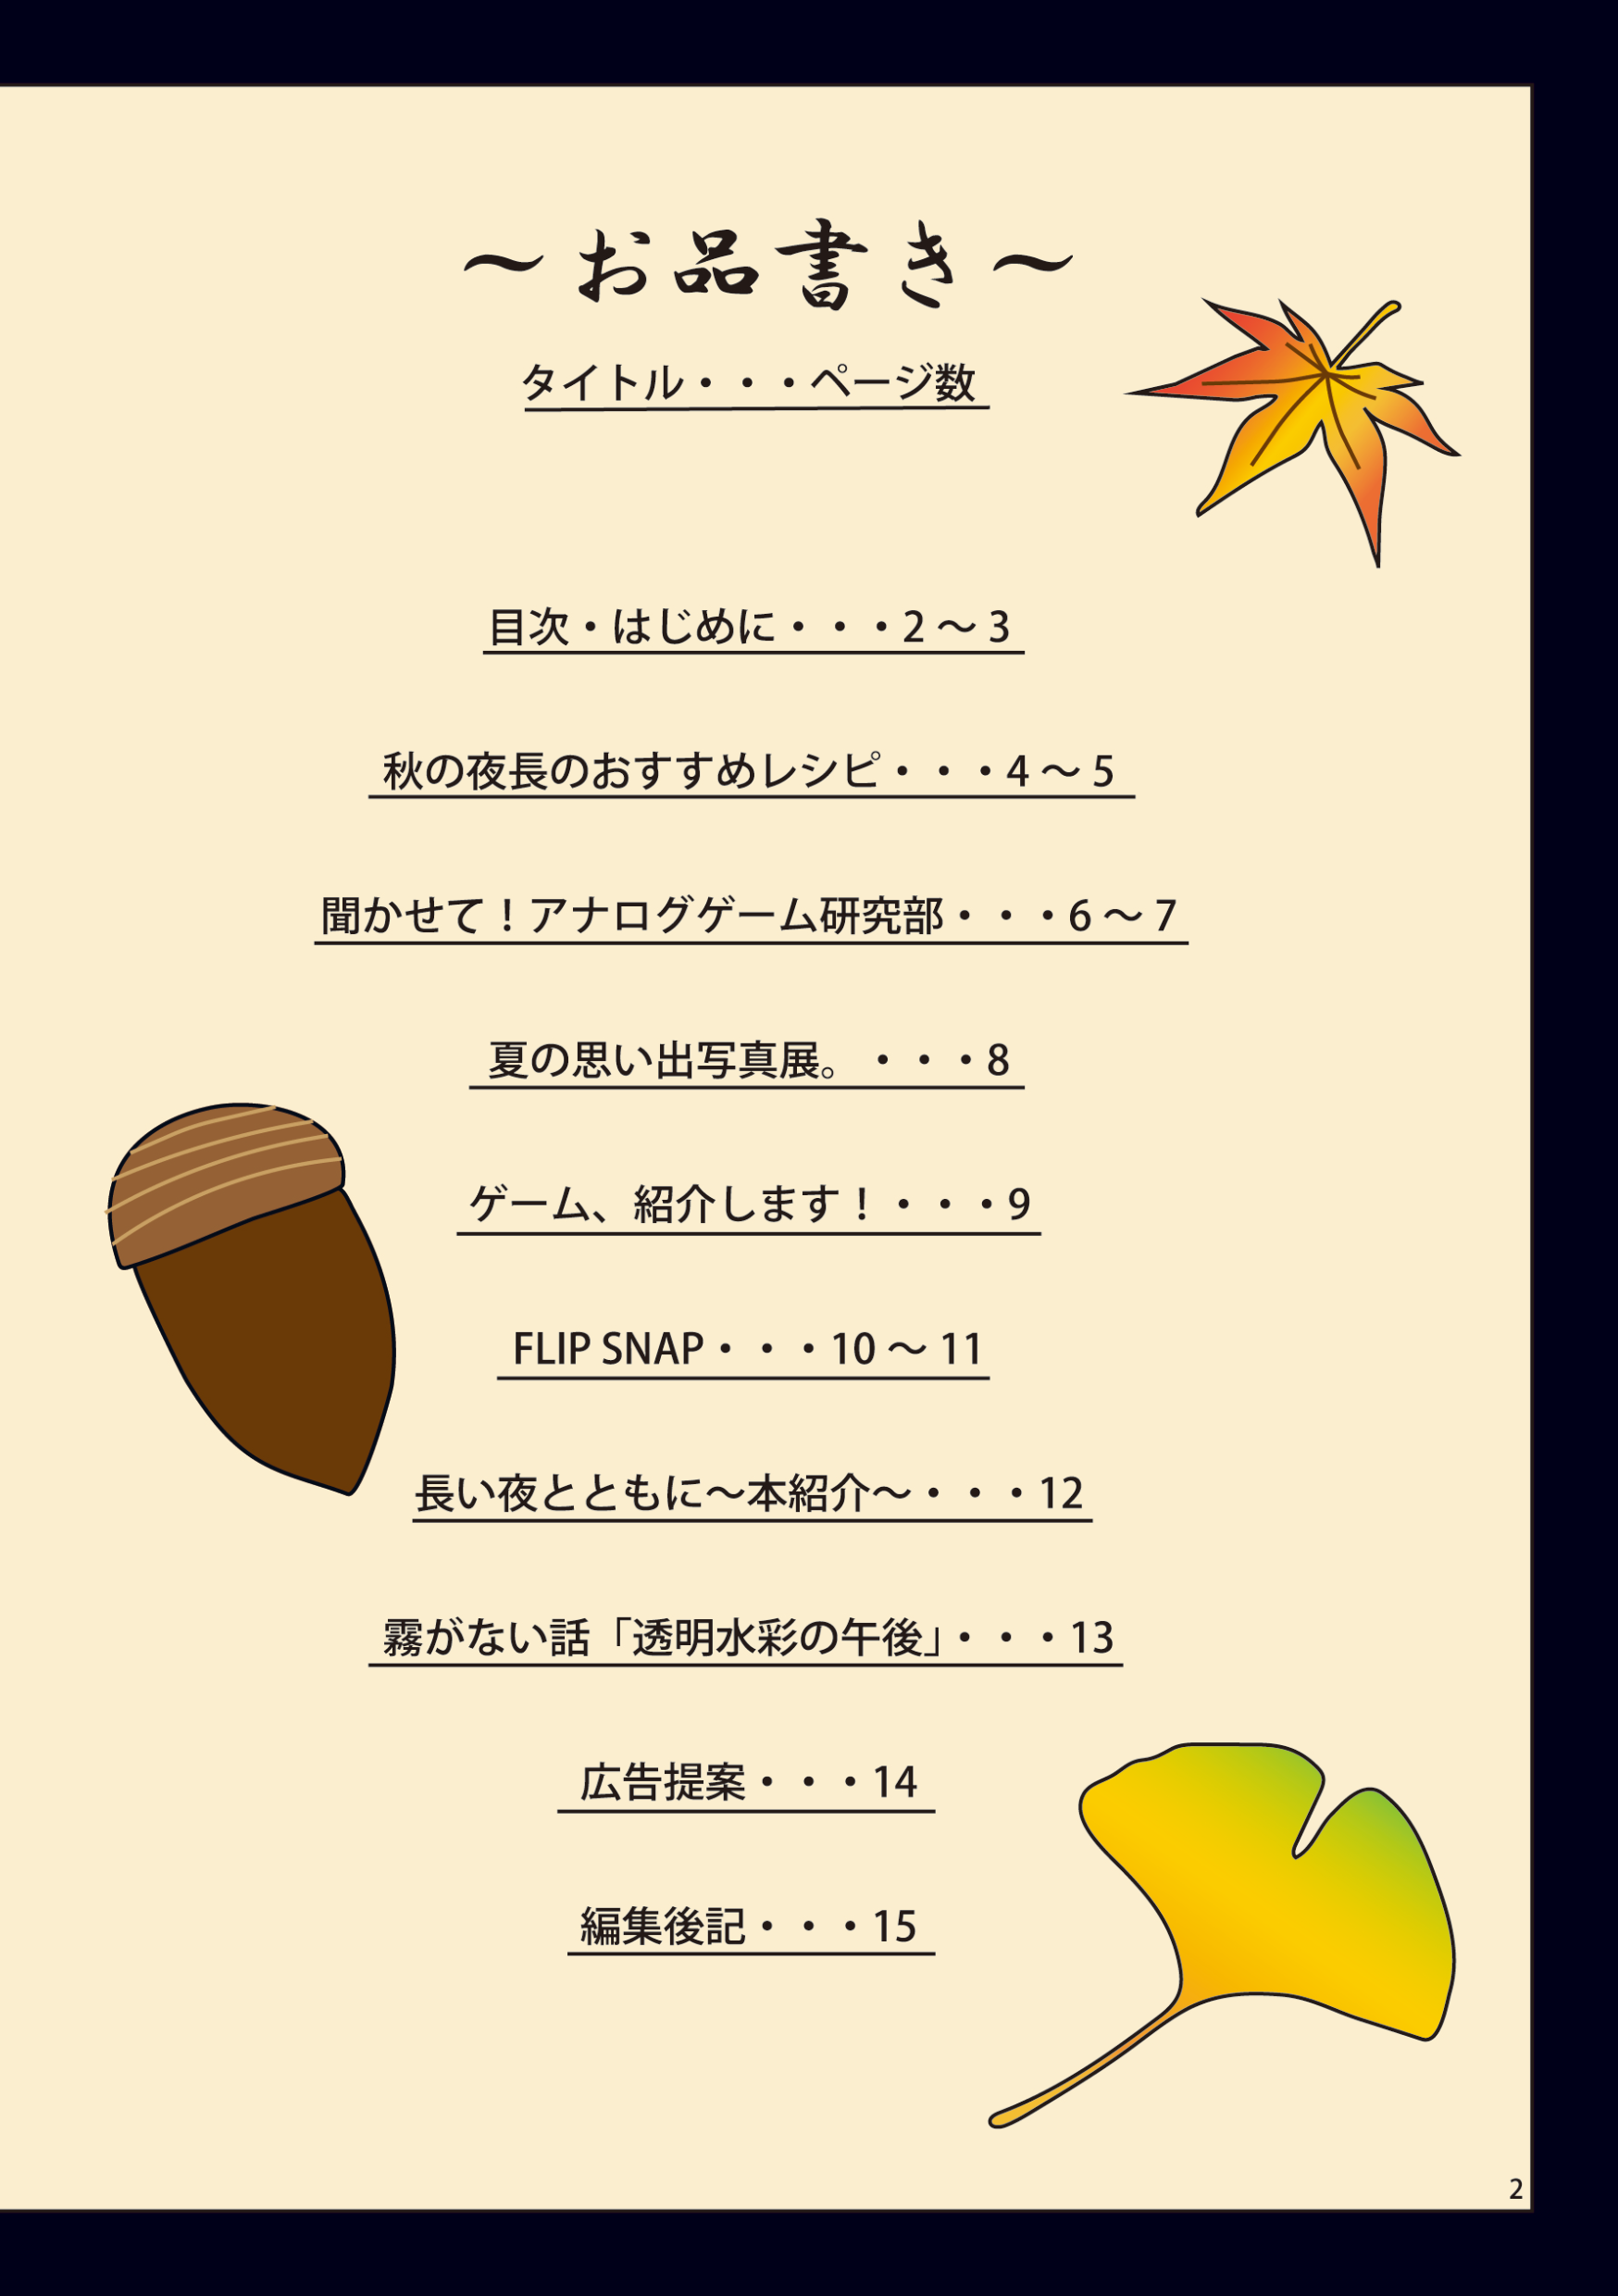 ～お品書き～
タイトル・・・ページ数
目次・はじめに・・・2 ～ 3
秋の夜長のおすすめレシピ・・・4 ～ 5
聞かせて！アナログゲーム研究部・・・6 ～ 7
夏の思い出写真展。・・・8
ゲーム、紹介します！・・・9
FLIP SNAP・・・10 ～ 11
長い夜とともに～本紹介～・・・12
霧がない話「透明水彩の午後」・・・13
広告提案・・・14
編集後記・・・15
2